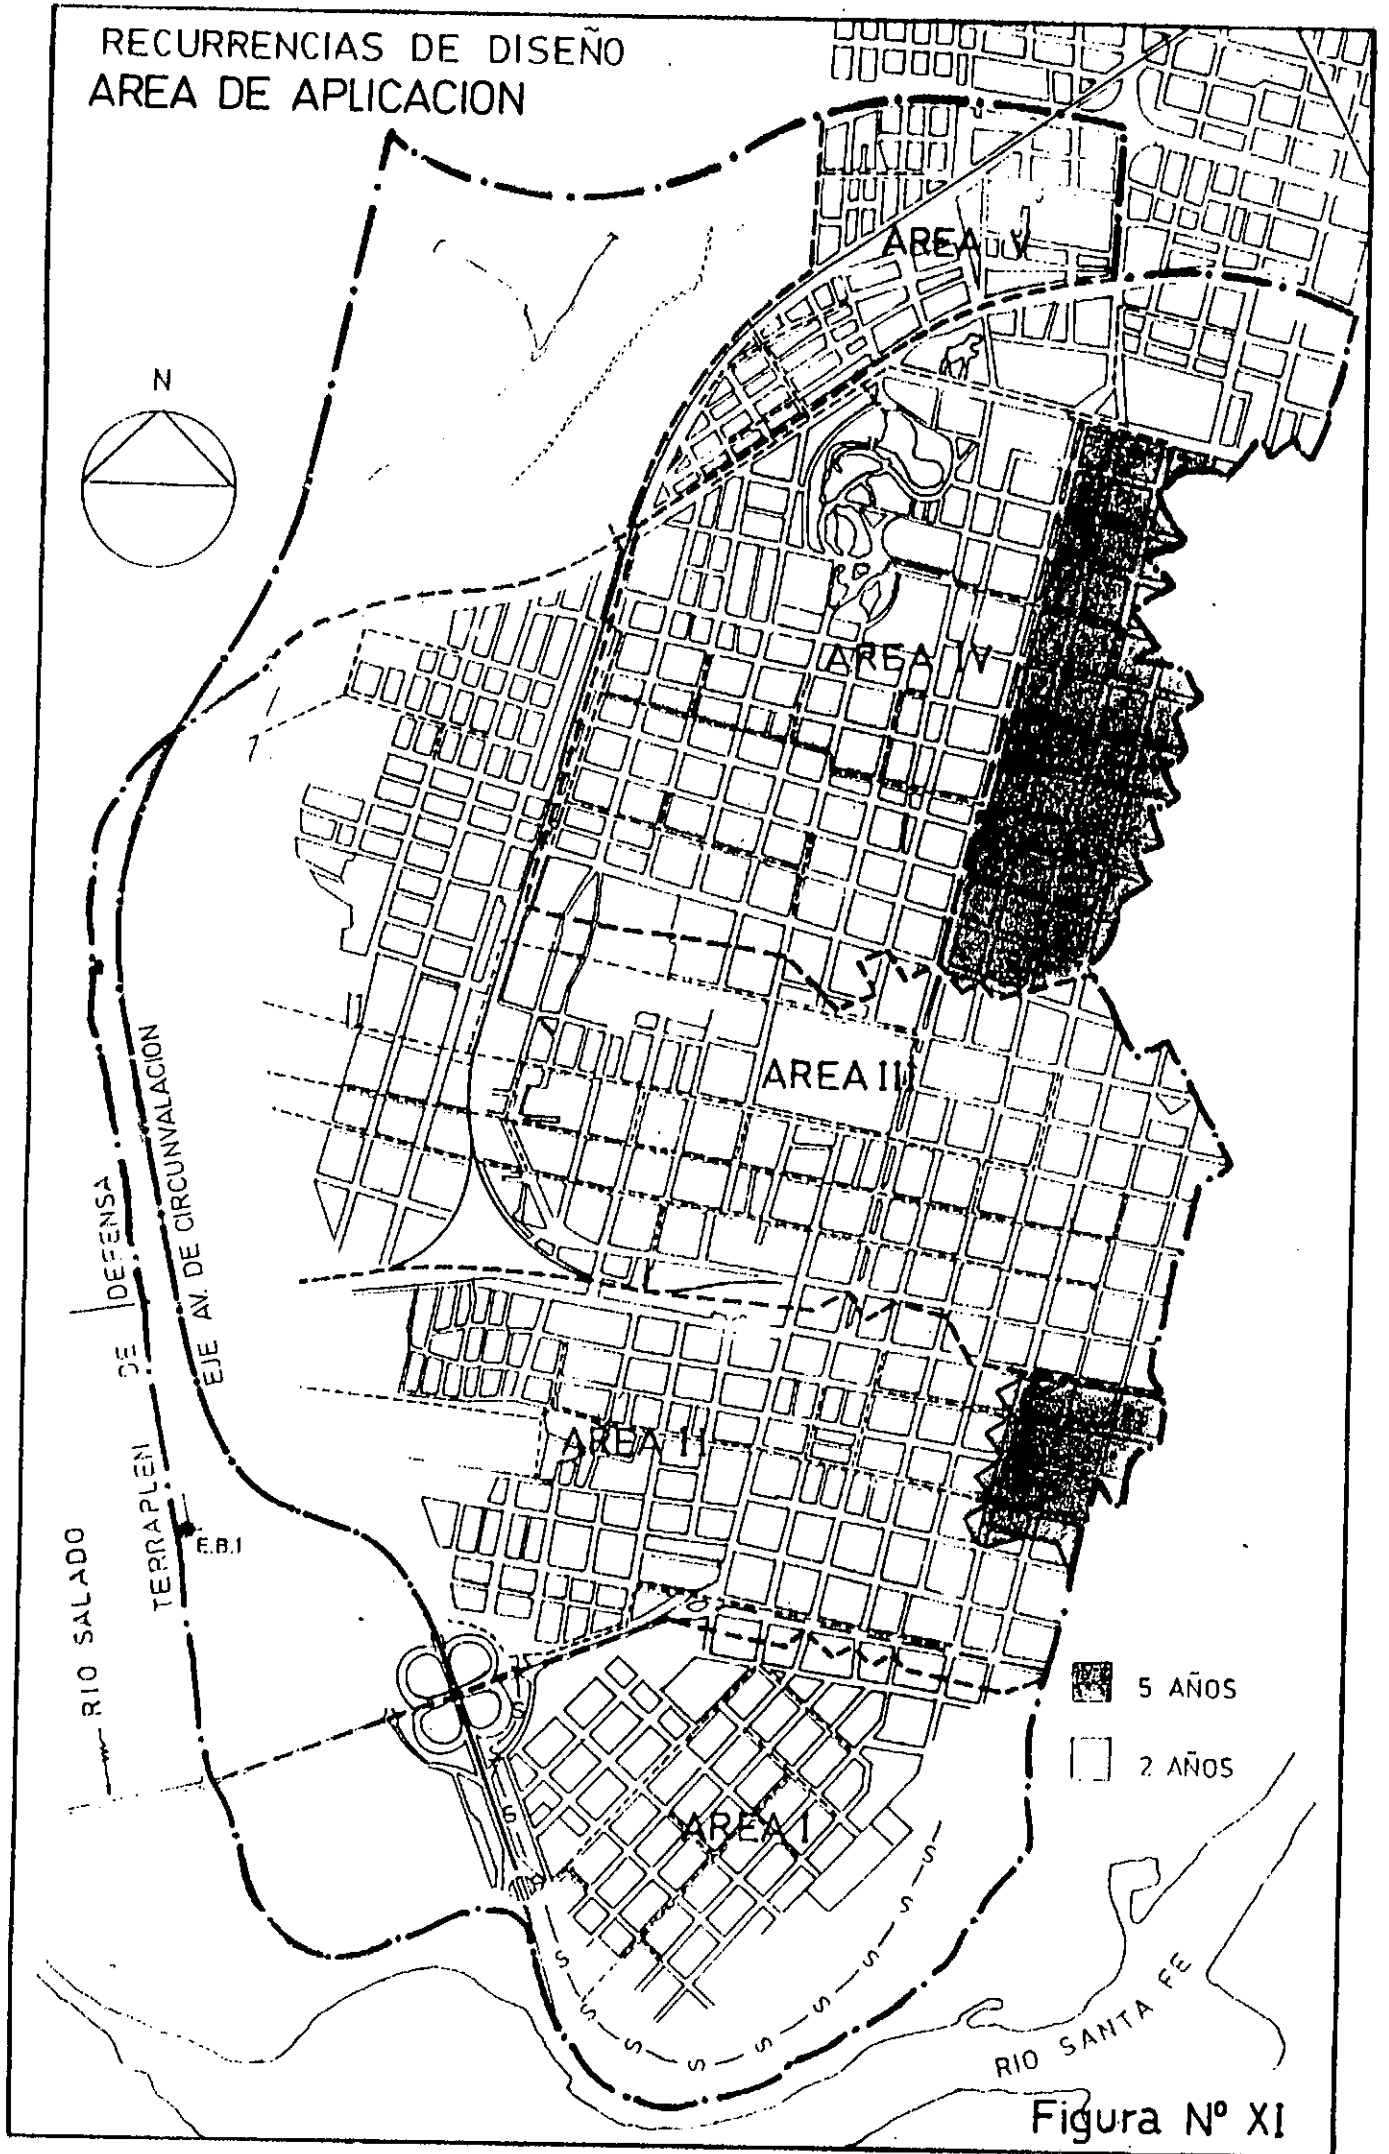 RECURRENCIAS DE DISEÑO
AREA DE APLICACION
AREA V
N
AREA IV
AREA III
EJE AV. DE CIRCUNVALACION
TERRAPLEN DE DEFENSA
AREA II
E.B.1
RIO SALADO
5 AÑOS
2 AÑOS
AREA I
S
S
S
S
S
S
S
S
S
S
S
RIO SANTA FE
Figura Nº XI